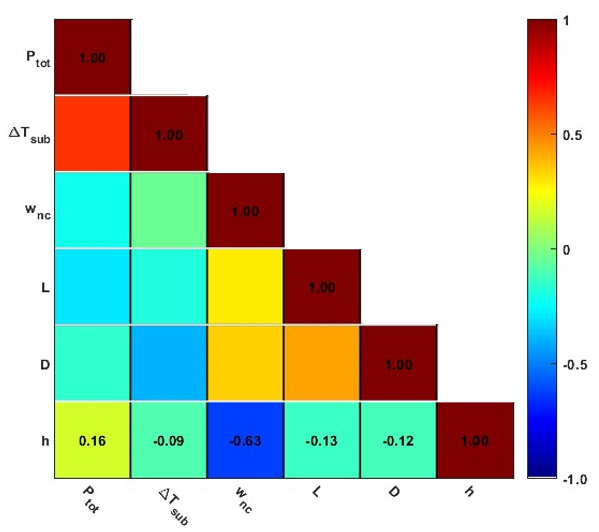 P_tot 1.00
ΔT_sub 1.00
w_nc 1.00
L 1.00
D 1.00
h 0.16 -0.09 -0.63 -0.13 -0.12 1.00
P_tot ΔT_sub w_nc L D h
1
0.5
0
-0.5
-1.0